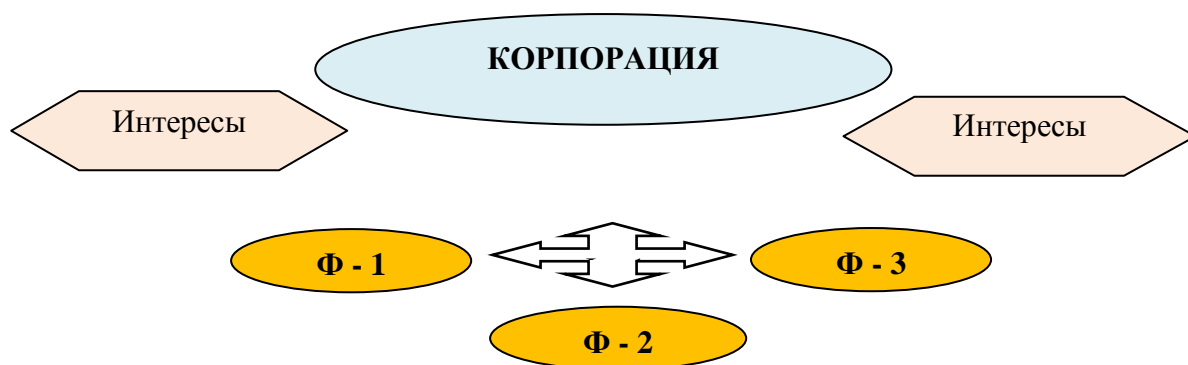 КОРПОРАЦИЯ
Интересы
Интересы
Ф - 1
Ф - 3
Ф - 2